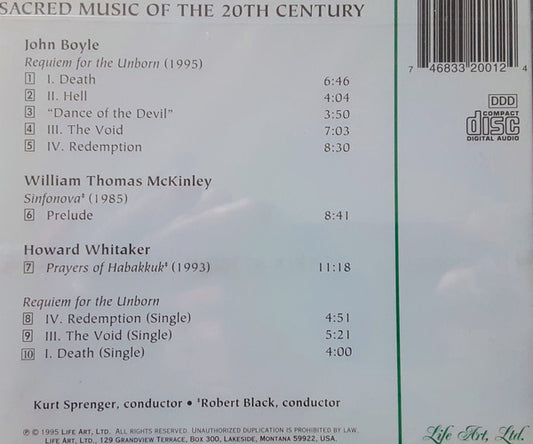 SACRED MUSIC OF THE 20TH CENTURY
7 46833 20012 4
John Boyle
Requiem for the Unborn (1995)
1 I. Death 6:46
2 II. Hell 4:04
3 "Dance of the Devil" 3:50
4 III. The Void 7:03
5 IV. Redemption 8:30
DDD
COMPACT
disc
DIGITAL AUDIO
William Thomas McKinley
Sinfonova‡ (1985)
6 Prelude 8:41
Howard Whitaker
7 Prayers of Habakkuk‡ (1993) 11:18
Requiem for the Unborn
8 IV. Redemption (Single) 4:51
9 III. The Void (Single) 5:21
10 I. Death (Single) 4:00
Kurt Sprenger, conductor • ‡Robert Black, conductor
℗ © 1995 LIFE ART, LTD. ALL RIGHTS RESERVED. UNAUTHORIZED DUPLICATION IS PROHIBITED BY LAW.
LIFE ART, LTD., 129 GRANDVIEW TERRACE, BOX 300, LAKESIDE, MONTANA 59922, USA.
Life Art, Ltd.